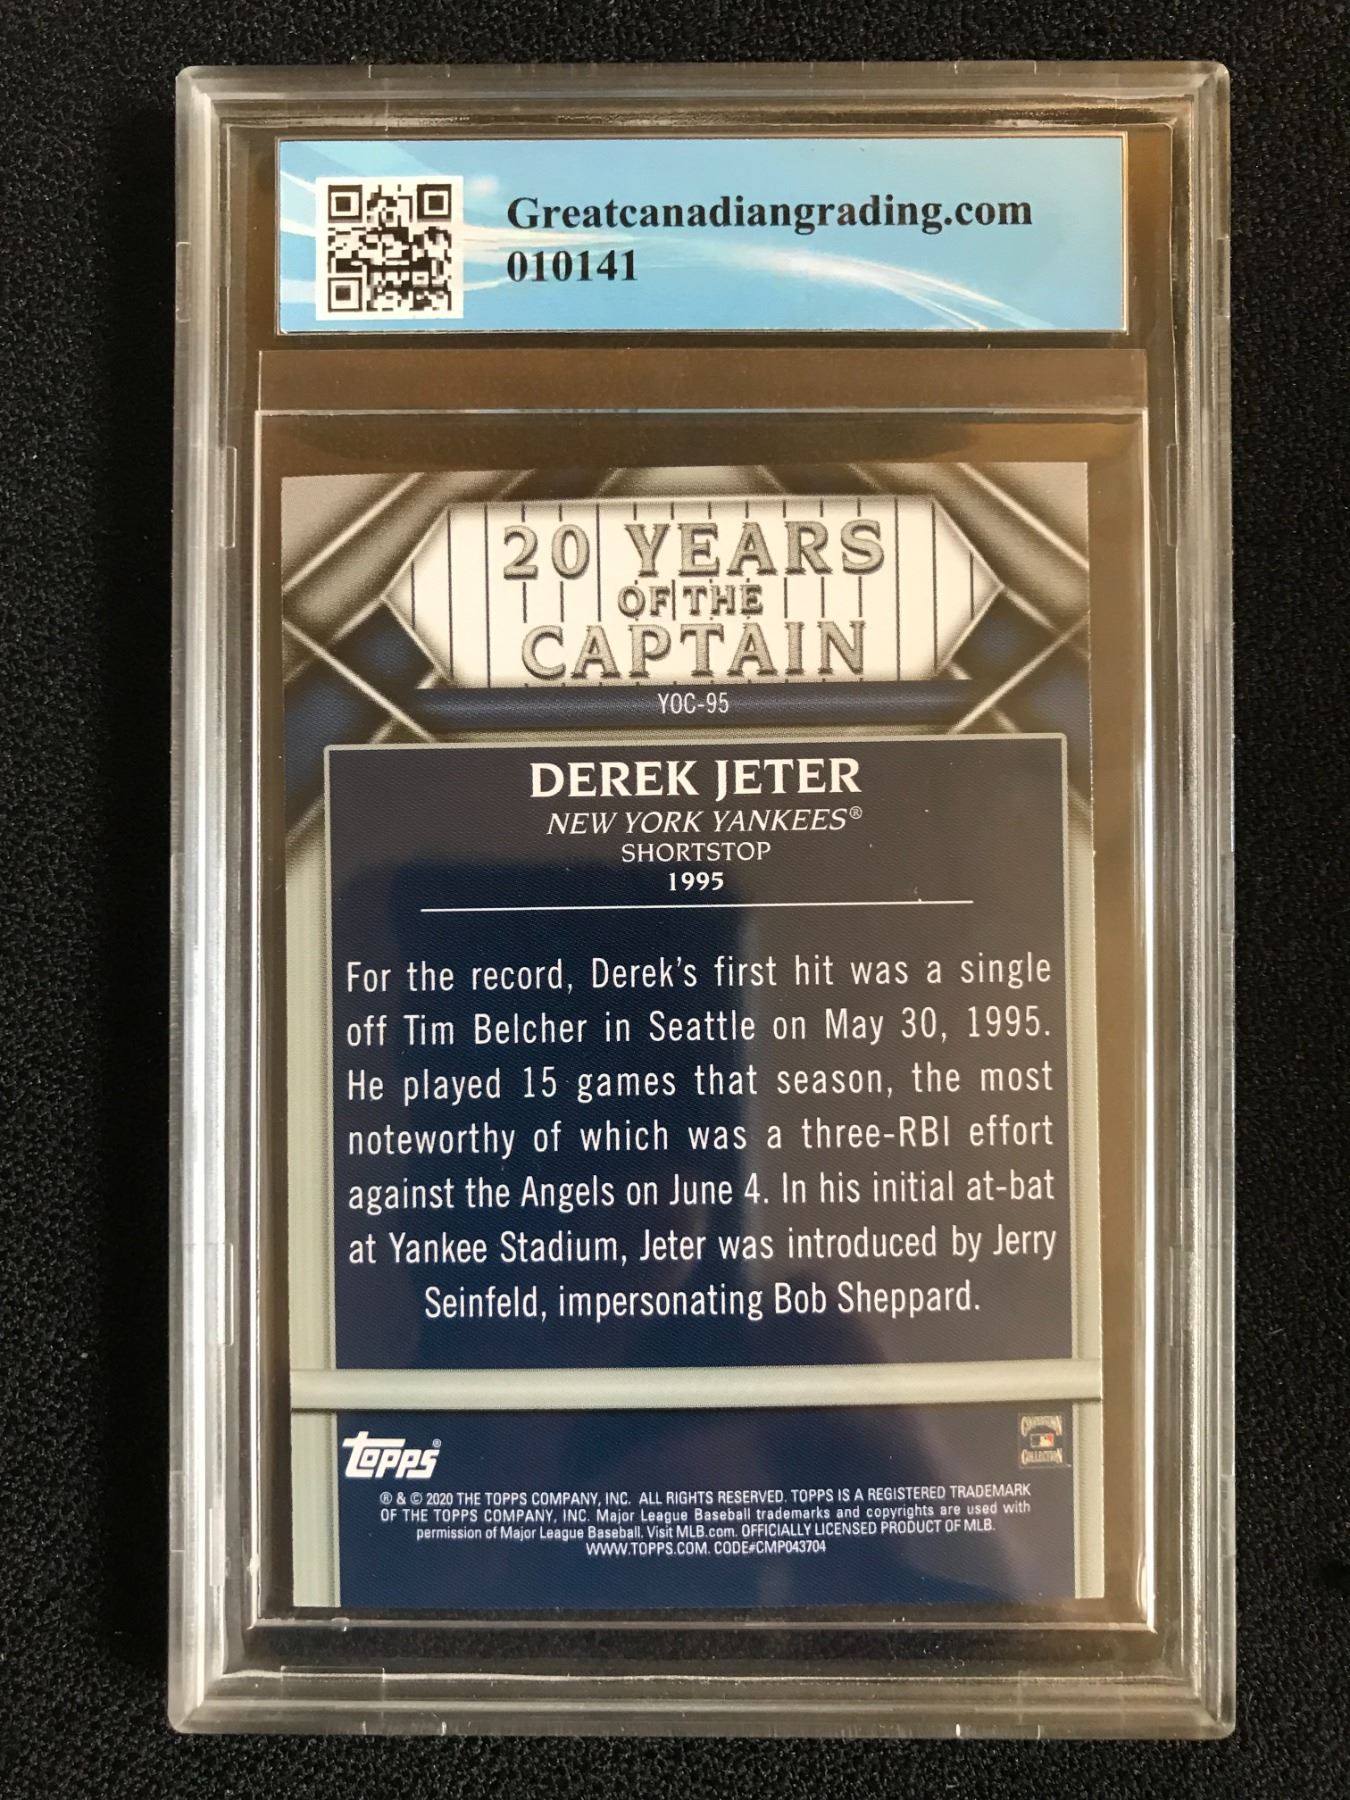 Greatcanadiangrading.com
010141
20 YEARS
OF THE
CAPTAIN
YOC-95
DEREK JETER
NEW YORK YANKEES®
SHORTSTOP
1995
For the record, Derek's first hit was a single
off Tim Belcher in Seattle on May 30, 1995.
He played 15 games that season, the most
noteworthy of which was a three-RBI effort
against the Angels on June 4. In his initial at-bat
at Yankee Stadium, Jeter was introduced by Jerry
Seinfeld, impersonating Bob Sheppard.
topps®
COOPERSTOWN
COLLECTION
® & © 2020 THE TOPPS COMPANY, INC. ALL RIGHTS RESERVED. TOPPS IS A REGISTERED TRADEMARK
OF THE TOPPS COMPANY, INC. Major League Baseball trademarks and copyrights are used with
permission of Major League Baseball. Visit MLB.com. OFFICIALLY LICENSED PRODUCT OF MLB.
WWW.TOPPS.COM. CODE#CMP043704